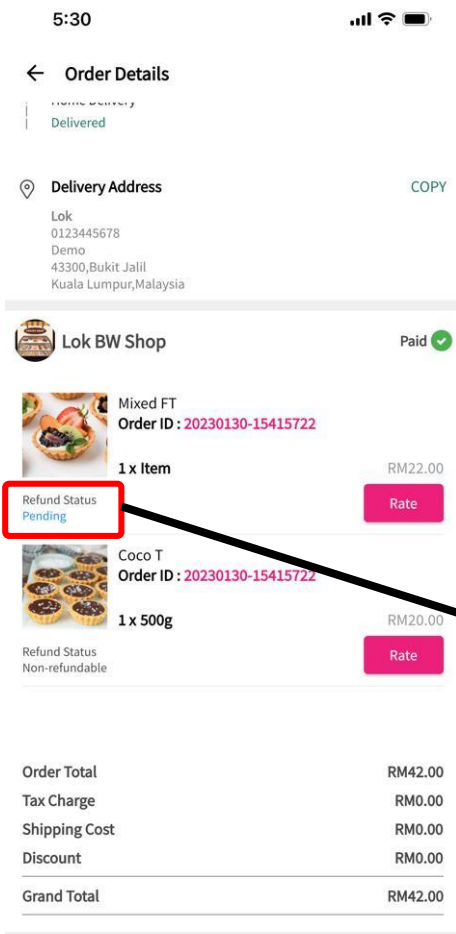 5:30
Order Details
Home Delivery
Delivered
Delivery Address COPY
Lok
0123445678
Demo
43300,Bukit Jalil
Kuala Lumpur,Malaysia
Lok BW Shop Paid
Mixed FT
Order ID : 20230130-15415722
1 x Item RM22.00
Refund Status
Pending Rate
Coco T
Order ID : 20230130-15415722
1 x 500g RM20.00
Refund Status
Non-refundable Rate
Order Total RM42.00
Tax Charge RM0.00
Shipping Cost RM0.00
Discount RM0.00
Grand Total RM42.00